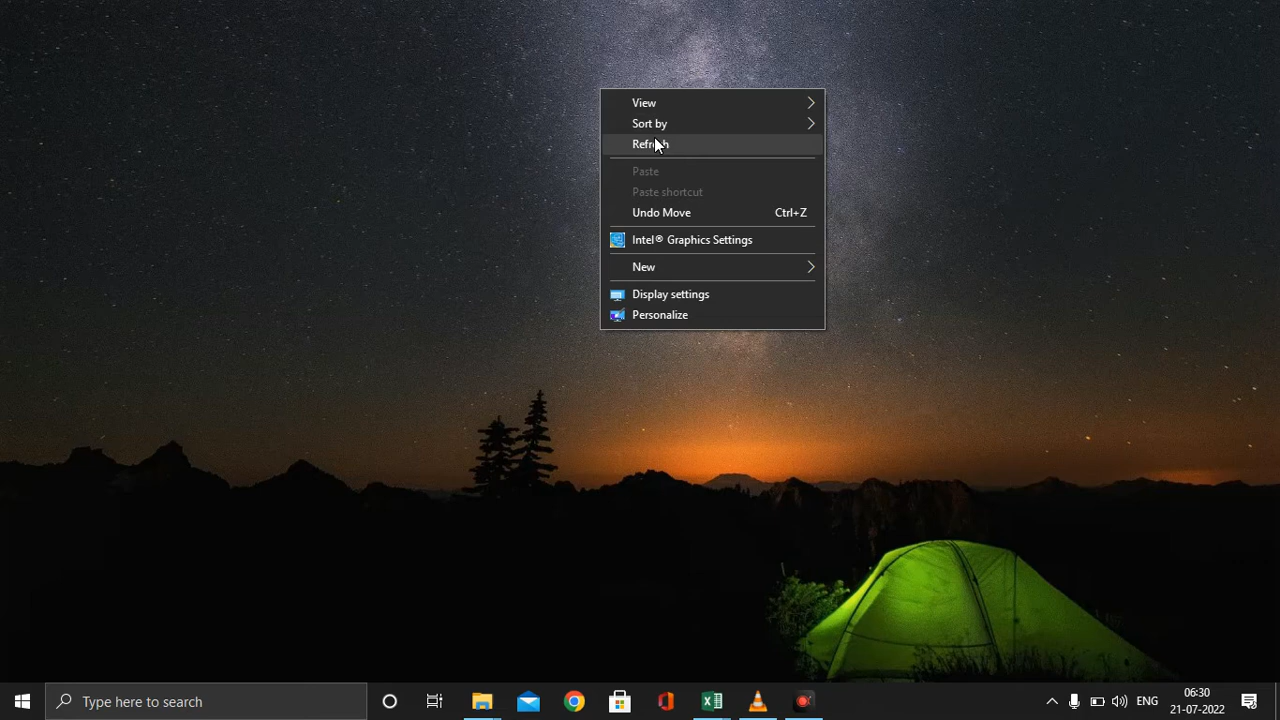 View
Sort by
Refresh
Paste
Paste shortcut
Undo Move Ctrl+Z
Intel® Graphics Settings
New
Display settings
Personalize
Type here to search
ENG
06:30
21-07-2022